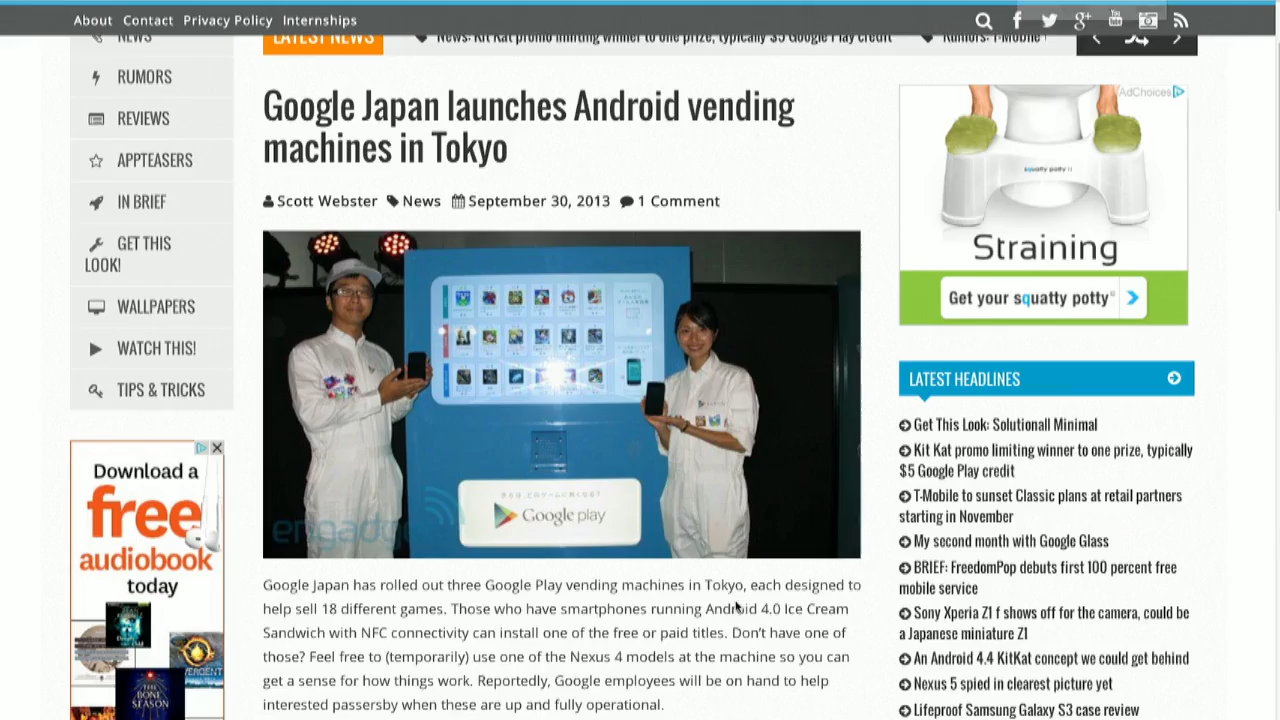 About Contact Privacy Policy Internships
NEWS
RUMORS
REVIEWS
APPTEASERS
IN BRIEF
GET THIS
LOOK!
WALLPAPERS
WATCH THIS!
TIPS & TRICKS
Download a
free
audiobook
today
THE
BONE
SEASON
LATEST NEWS
News: Kit Kat promo limiting winner to one prize, typically $5 Google Play credit
Rumors: T-Mobile
Google Japan launches Android vending
machines in Tokyo
Scott Webster News September 30, 2013 1 Comment
Google play
engadg
Google Japan has rolled out three Google Play vending machines in Tokyo, each designed to
help sell 18 different games. Those who have smartphones running Android 4.0 Ice Cream
Sandwich with NFC connectivity can install one of the free or paid titles. Don't have one of
those? Feel free to (temporarily) use one of the Nexus 4 models at the machine so you can
get a sense for how things work. Reportedly, Google employees will be on hand to help
interested passersby when these are up and fully operational.
AdChoices
squatty potty
Straining
Get your squatty potty
LATEST HEADLINES
Get This Look: Solutionall Minimal
Kit Kat promo limiting winner to one prize, typically
$5 Google Play credit
T-Mobile to sunset Classic plans at retail partners
starting in November
My second month with Google Glass
BRIEF: FreedomPop debuts first 100 percent free
mobile service
Sony Xperia Z1 f shows off for the camera, could be
a Japanese miniature Z1
An Android 4.4 KitKat concept we could get behind
Nexus 5 spied in clearest picture yet
Lifeproof Samsung Galaxy S3 case review